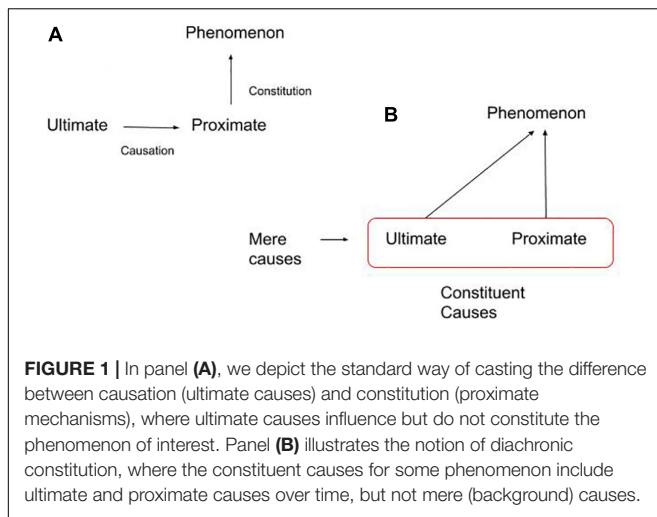 A
Phenomenon
Constitution
Ultimate
Proximate
Causation
B
Phenomenon
Mere
causes
Ultimate
Proximate
Constituent
Causes
FIGURE 1 | In panel (A), we depict the standard way of casting the difference
between causation (ultimate causes) and constitution (proximate
mechanisms), where ultimate causes influence but do not constitute the
phenomenon of interest. Panel (B) illustrates the notion of diachronic
constitution, where the constituent causes for some phenomenon include
ultimate and proximate causes over time, but not mere (background) causes.